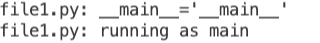 file1.py: __main__='__main__'
file1.py: running as main